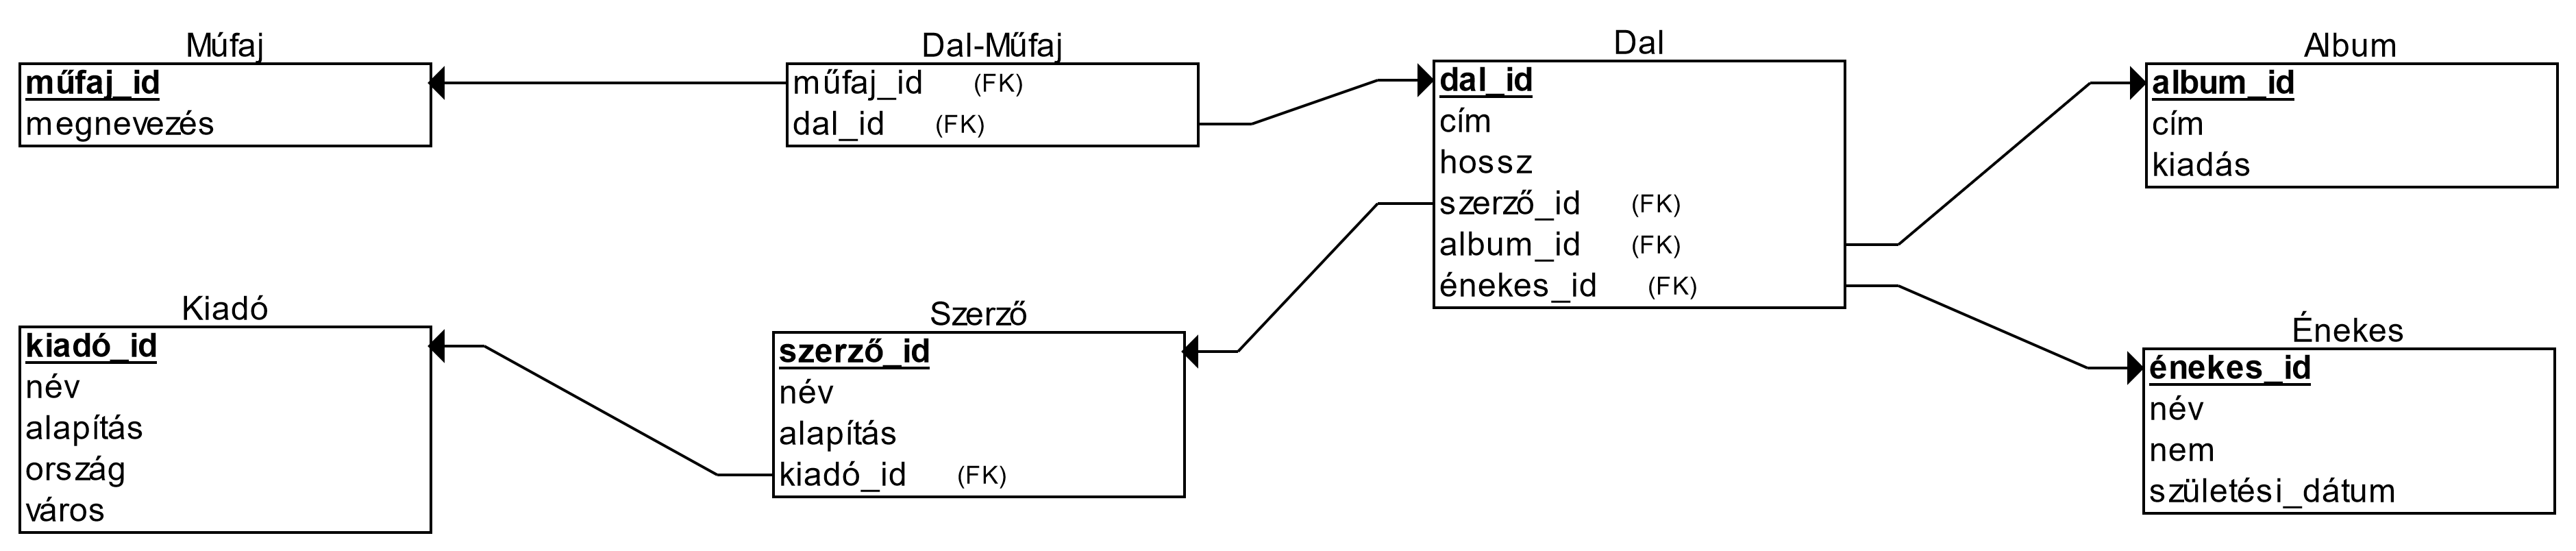 Múfaj
műfaj_id
megnevezés
Dal-Műfaj
műfaj_id (FK)
dal_id (FK)
Dal
dal_id
cím
hossz
szerző_id (FK)
album_id (FK)
énekes_id (FK)
Album
album_id
cím
kiadás
Kiadó
kiadó_id
név
alapítás
ország
város
Szerző
szerző_id
név
alapítás
kiadó_id (FK)
Énekes
énekes_id
név
nem
születési_dátum